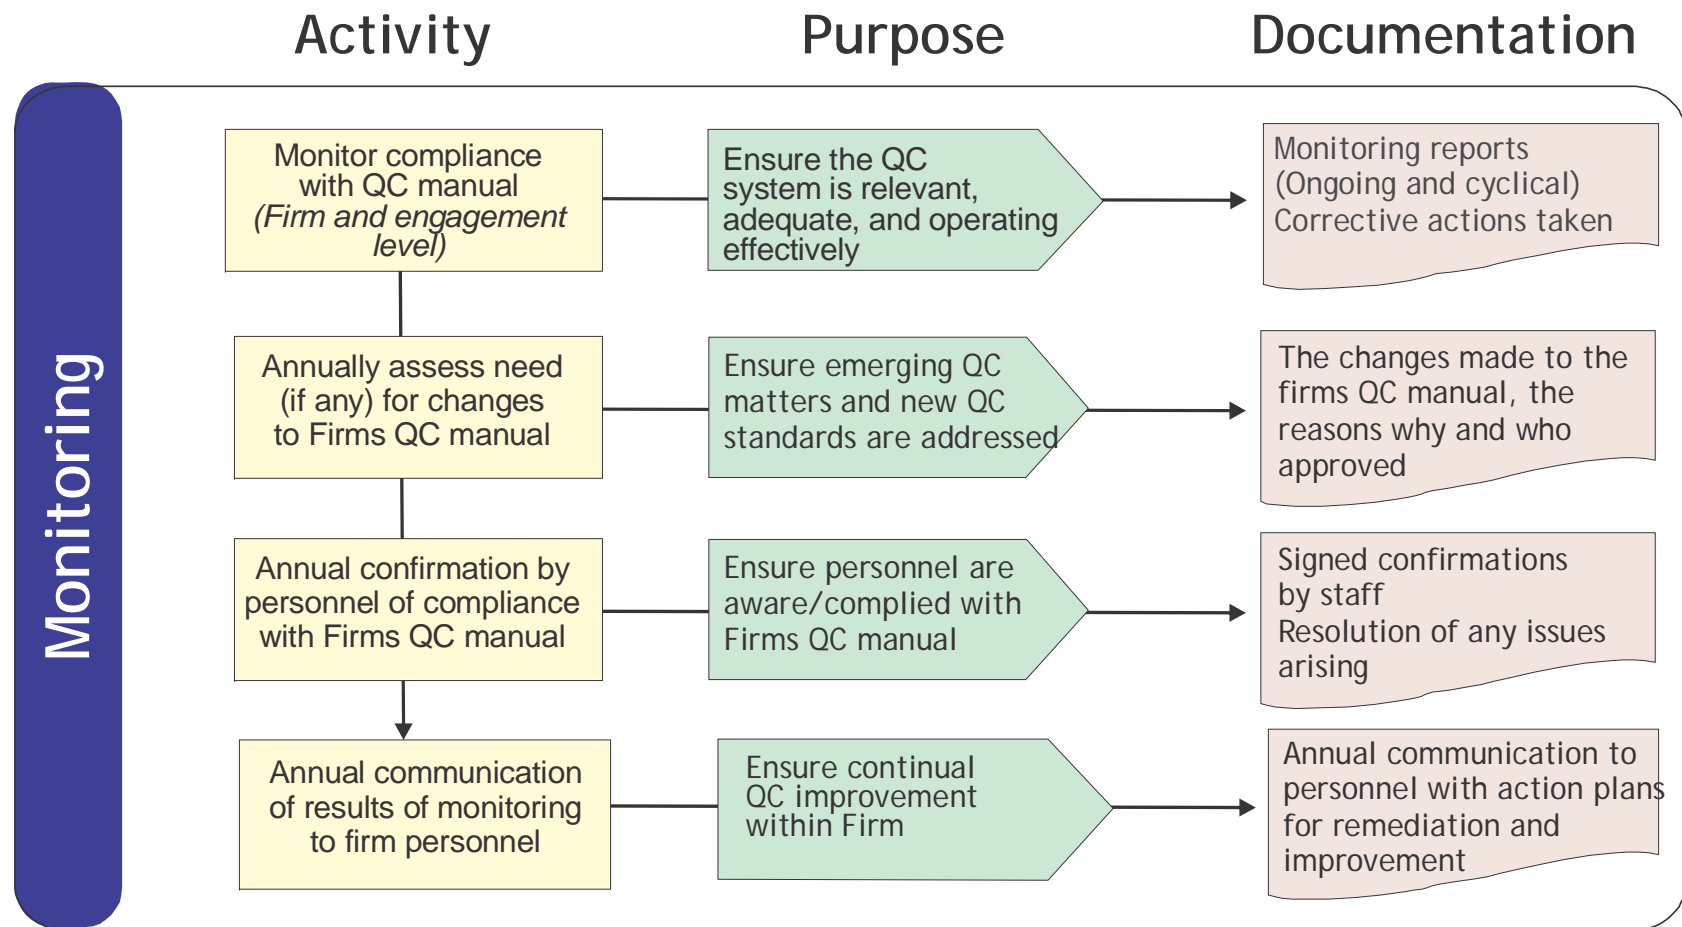 Activity
Purpose
Documentation
Monitoring
Monitor compliance
with QC manual
(Firm and engagement
level)
Ensure the QC
system is relevant,
adequate, and operating
effectively
Monitoring reports
(Ongoing and cyclical)
Corrective actions taken
Annually assess need
(if any) for changes
to Firms QC manual
Ensure emerging QC
matters and new QC
standards are addressed
The changes made to the
firms QC manual, the
reasons why and who
approved
Annual confirmation by
personnel of compliance
with Firms QC manual
Ensure personnel are
aware/complied with
Firms QC manual
Signed confirmations
by staff
Resolution of any issues
arising
Annual communication
of results of monitoring
to firm personnel
Ensure continual
QC improvement
within Firm
Annual communication to
personnel with action plans
for remediation and
improvement